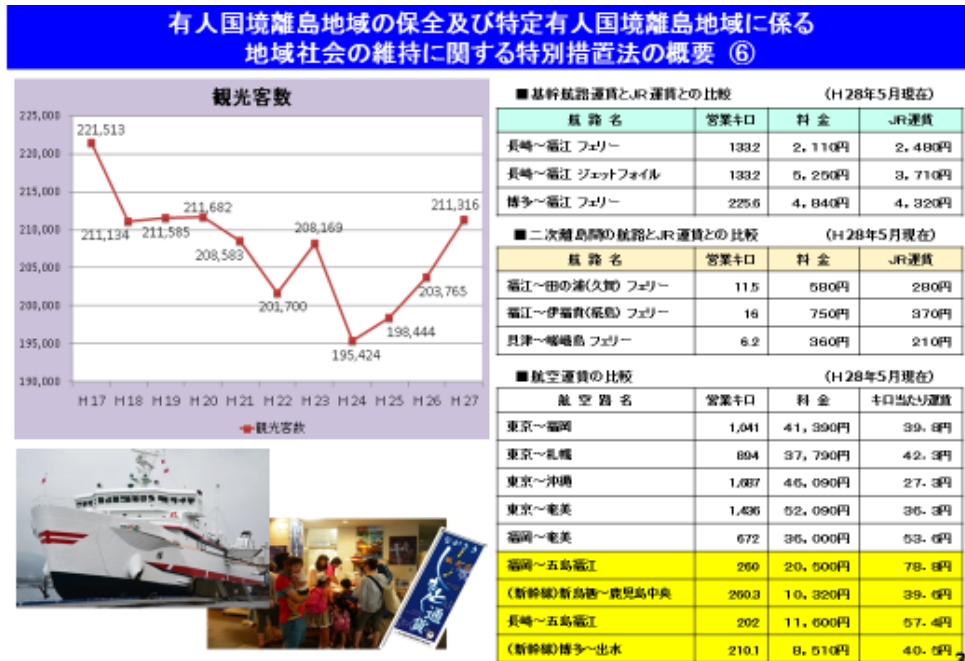 有人国境離島地域の保全及び特定有人国境離島地域に係る
地域社会の維持に関する特別措置法の概要 ⑥
観光客数
225,000
220,000
215,000
210,000
205,000
200,000
195,000
190,000
221,513
211,134
211,585
211,682
208,583
201,700
208,169
195,424
198,444
203,765
211,316
H17 H18 H19 H20 H21 H22 H23 H24 H25 H26 H27
観光客数
■基幹航路運賃とJR運賃との比較 (H28年5月現在)
航路名 営業キロ 料金 JR運賃
長崎~福江 フェリー 133.2 2,110円 2,480円
長崎~福江 ジェットフォイル 133.2 5,250円 3,710円
博多~福江 フェリー 225.6 4,840円 4,320円
■二次離島間の航路とJR運賃との比較 (H28年5月現在)
航路名 営業キロ 料金 JR運賃
福江~田の浦(久賀) フェリー 11.5 580円 280円
福江~伊福貴(椛島) フェリー 16 750円 370円
貝津~嵯峨島 フェリー 6.2 360円 210円
■航空運賃の比較 (H28年5月現在)
航空路名 営業キロ 料金 キロ当たり運賃
東京~福岡 1,041 41,390円 39.8円
東京~札幌 894 37,790円 42.3円
東京~沖縄 1,687 46,090円 27.3円
東京~奄美 1,436 52,090円 36.3円
福岡~奄美 672 36,000円 53.6円
福岡~五島福江 260 20,500円 78.8円
(新幹線)新鳥栖~鹿児島中央 260.3 10,320円 39.6円
長崎~五島福江 202 11,600円 57.4円
(新幹線)博多~出水 210.1 8,510円 40.5円
ながさき
しま
通貨